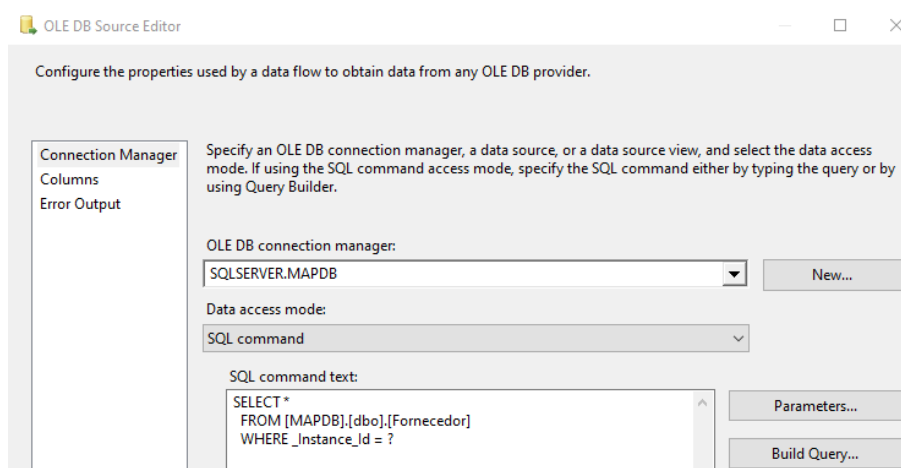 OLE DB Source Editor
Configure the properties used by a data flow to obtain data from any OLE DB provider.
Connection Manager
Columns
Error Output
Specify an OLE DB connection manager, a data source, or a data source view, and select the data access
mode. If using the SQL command access mode, specify the SQL command either by typing the query or by
using Query Builder.
OLE DB connection manager:
SQLSERVER.MAPDB
New...
Data access mode:
SQL command
SQL command text:
SELECT *
FROM [MAPDB].[dbo].[Fornecedor]
WHERE _Instance_Id = ?
Parameters...
Build Query...